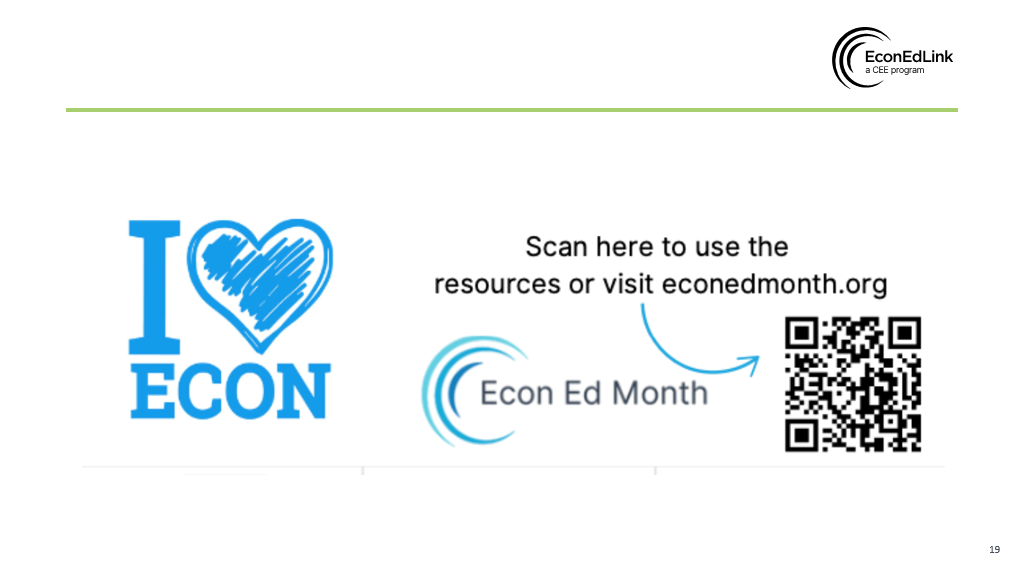 EconEdLink
a CEE program
I
ECON
Scan here to use the
resources or visit econedmonth.org
Econ Ed Month
19